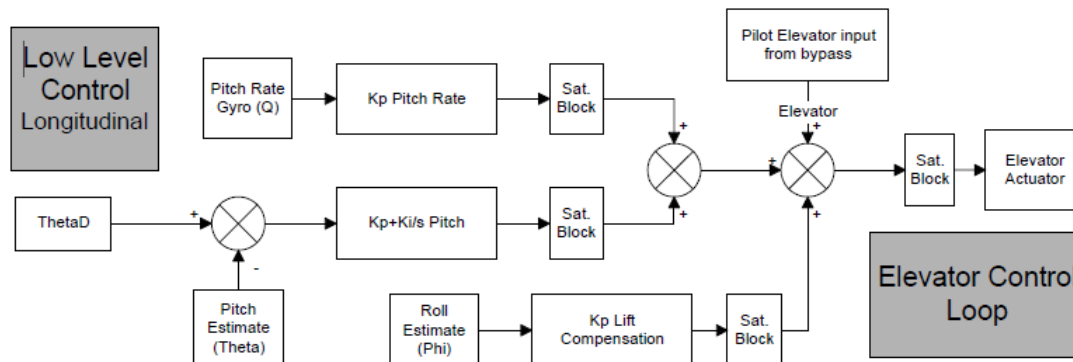 Low Level
Control
Longitudinal
Pitch Rate
Gyro (Q)
Kp Pitch Rate
Sat.
Block
Pilot Elevator input
from bypass
Elevator
+
+
+
+
+
+
Sat.
Block
Elevator
Actuator
ThetaD
+
-
Kp+Ki/s Pitch
Sat.
Block
Pitch
Estimate
(Theta)
Roll
Estimate
(Phi)
Kp Lift
Compensation
Sat.
Block
Elevator Control
Loop